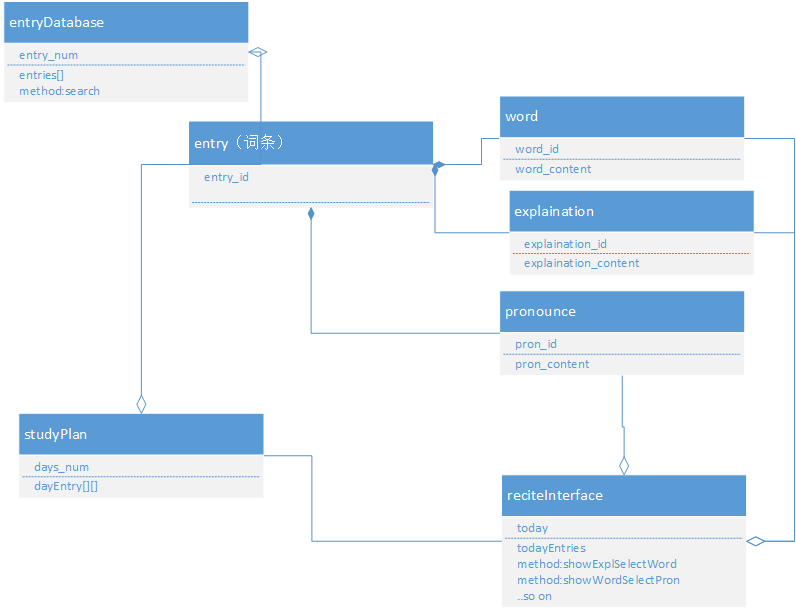 entryDatabase
entry_num
entries[]
method:search
entry（词条）
entry_id
word
word_id
word_content
explaination
explaination_id
explaination_content
pronounce
pron_id
pron_content
studyPlan
days_num
dayEntry[][]
reciteInterface
today
todayEntries
method:showExplSelectWord
method:showWordSelectPron
..so on